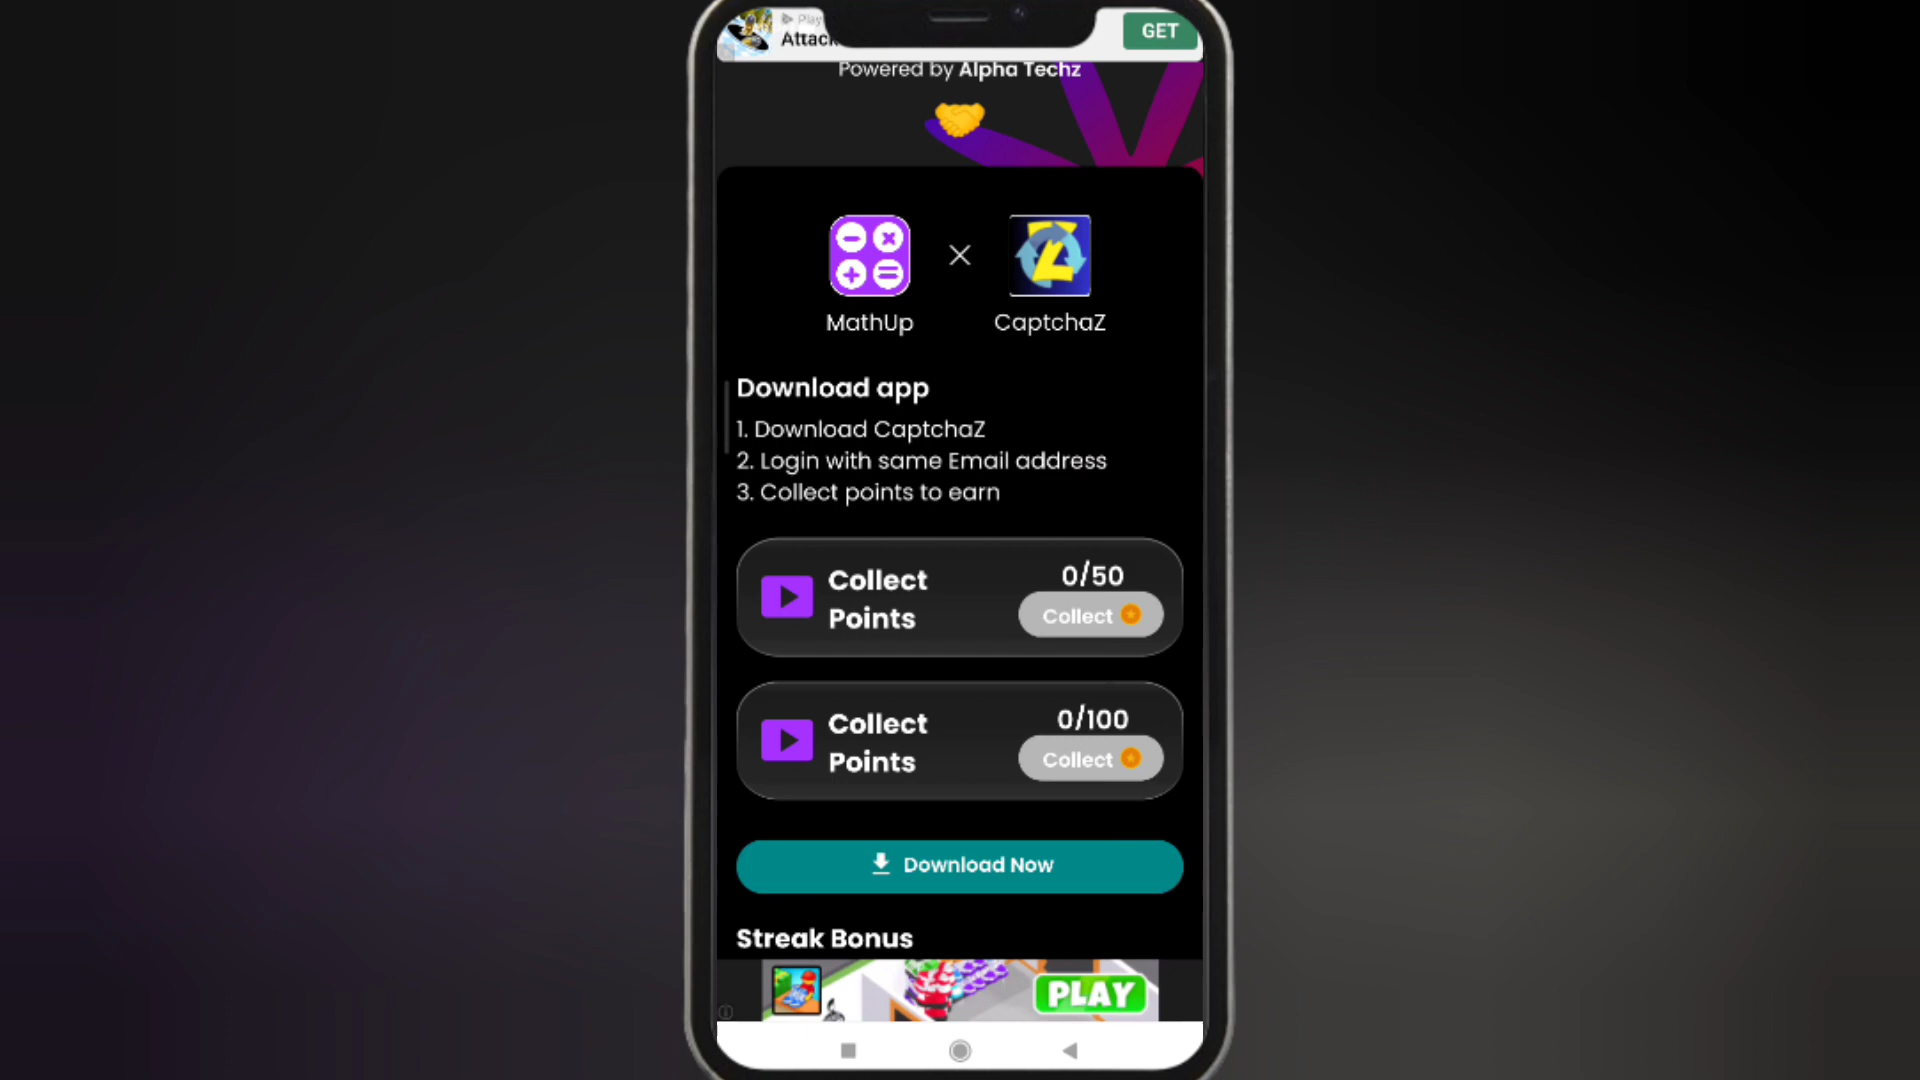 Play
Attack
GET
Powered by Alpha Techz
MathUp
CaptchaZ
Download app
1. Download CaptchaZ
2. Login with same Email address
3. Collect points to earn
Collect
Points
0/50
Collect
Collect
Points
0/100
Collect
Download Now
Streak Bonus
PLAY